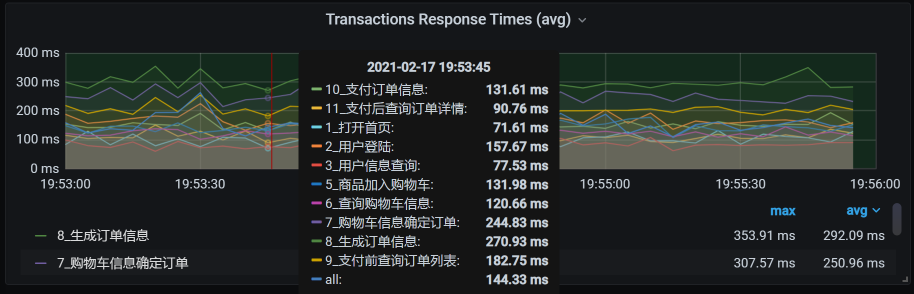 Transactions Response Times (avg)
400 ms
300 ms
200 ms
100 ms
0 ms
19:53:00
19:53:30
19:55:00
19:55:30
19:56:00
2021-02-17 19:53:45
10_支付订单信息: 131.61 ms
11_支付后查询订单详情: 90.76 ms
1_打开首页: 71.61 ms
2_用户登陆: 157.67 ms
3_用户信息查询: 77.53 ms
5_商品加入购物车: 131.98 ms
6_查询购物车信息: 120.66 ms
7_购物车信息确定订单: 244.83 ms
8_生成订单信息: 270.93 ms
9_支付前查询订单列表: 182.75 ms
all: 144.33 ms
max avg
8_生成订单信息 353.91 ms 292.09 ms
7_购物车信息确定订单 307.57 ms 250.96 ms